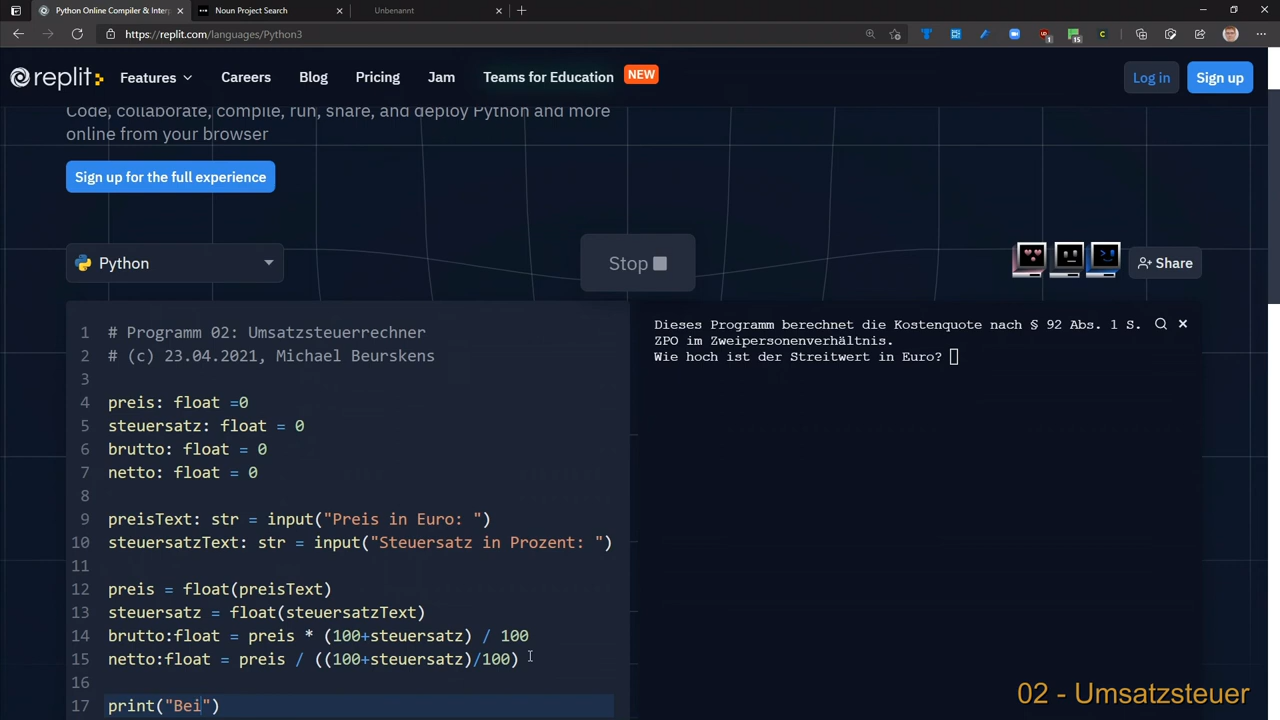 Python Online Compiler & Interp
Noun Project Search
Unbenannt
https://replit.com/languages/Python3
replit
Features
Careers
Blog
Pricing
Jam
Teams for Education
NEW
Log in
Sign up
Code, collaborate, compile, run, share, and deploy Python and more
online from your browser
Sign up for the full experience
Python
Stop
Share
1 # Programm 02: Umsatzsteuerrechner
2 # (c) 23.04.2021, Michael Beurskens
3
4 preis: float =0
5 steuersatz: float = 0
6 brutto: float = 0
7 netto: float = 0
8
9 preisText: str = input("Preis in Euro: ")
10 steuersatzText: str = input("Steuersatz in Prozent: ")
11
12 preis = float(preisText)
13 steuersatz = float(steuersatzText)
14 brutto:float = preis * (100+steuersatz) / 100
15 netto:float = preis / ((100+steuersatz)/100)
16
17 print("Bei")
Dieses Programm berechnet die Kostenquote nach § 92 Abs. 1 S.
ZPO im Zweipersonenverhältnis.
Wie hoch ist der Streitwert in Euro?
02 - Umsatzsteuer